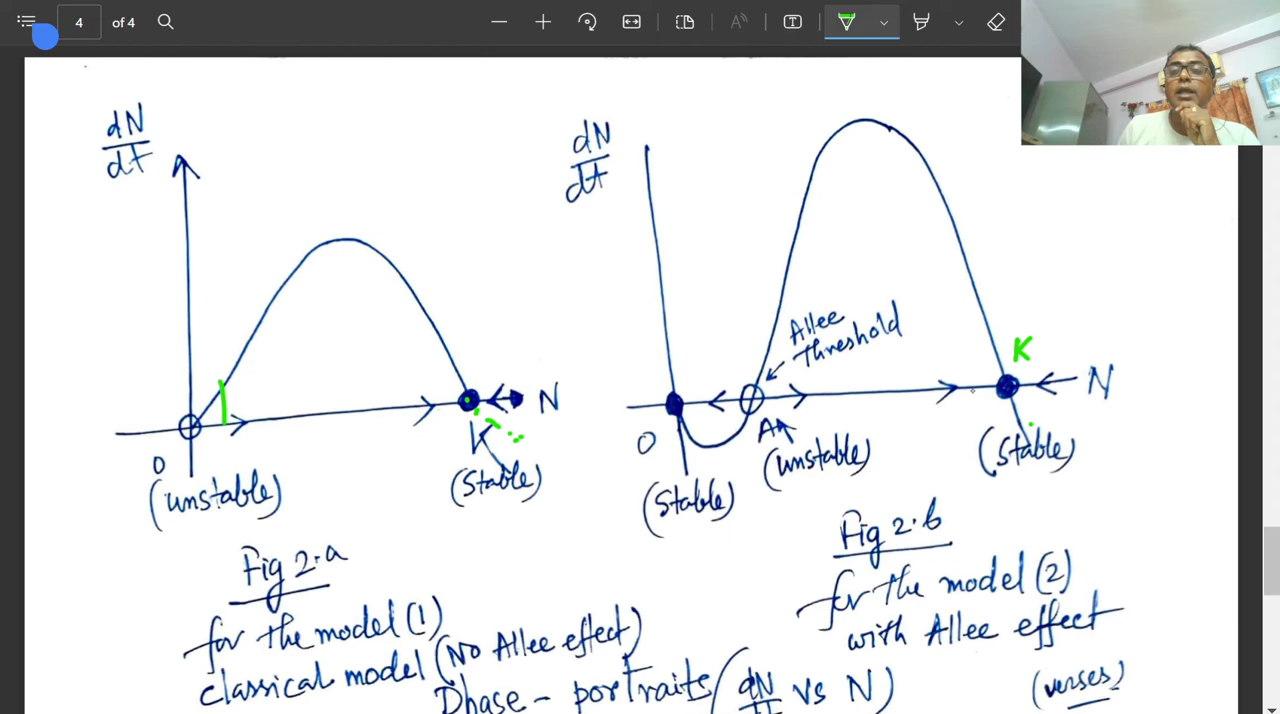 4 of 4
dN/dt
dN/dt
Allee
Threshold
K
N
N
0
K
0
A
(unstable)
(stable)
(stable)
(unstable)
(stable)
Fig 2.a
for the model (1)
classical model (No Allee effect)
Fig 2.b
for the model (2)
with Allee effect
(verses)
Phase - portraits (dN/dt vs N)